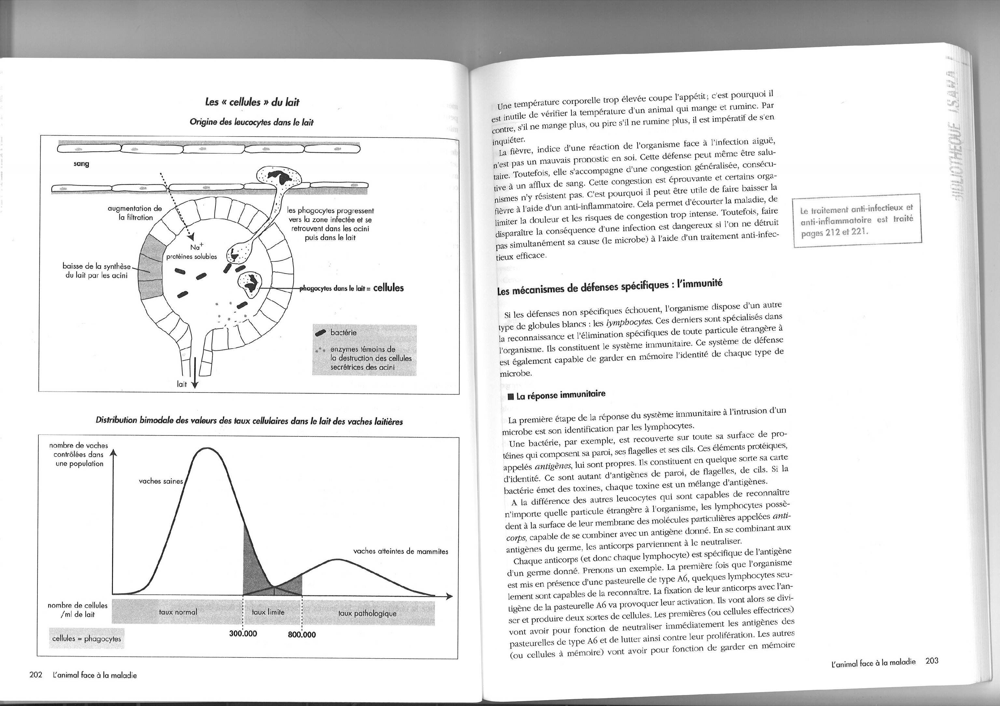 Les « cellules » du lait
Origine des leucocytes dans le lait
sang
augmentation de
la filtration
les phagocytes progressent
vers la zone infectée et se
retrouvent dans les acini
puis dans le lait
Na+
protéines solubles
baisse de la synthèse
du lait par les acini
phagocytes dans le lait = cellules
bactérie
enzymes témoins de
la destruction des cellules
secrétrices des acini
lait
Distribution bimodale des valeurs des taux cellulaires dans le lait des vaches laitières
nombre de vaches
contrôlées dans
une population
vaches saines
vaches atteintes de mammites
nombre de cellules
/ml de lait
taux normal
taux limite
taux pathologique
300.000
800.000
cellules = phagocytes
202 L'animal face à la maladie
Une température corporelle trop élevée coupe l'appétit; c'est pourquoi il
est inutile de vérifier la température d'un animal qui mange et rumine. Par
contre, s'il ne mange plus, ou pire s'il ne rumine plus, il est impératif de s'en
inquiéter.
La fièvre, indice d'une réaction de l'organisme face à l'infection aiguë,
n'est pas un mauvais pronostic en soi. Cette défense peut même être salu-
taire. Toutefois, elle s'accompagne d'une congestion généralisée, consécu-
tive à un afflux de sang. Cette congestion est éprouvante et certains orga-
nismes n'y résistent pas. C'est pourquoi il peut être utile de faire baisser la
fièvre à l'aide d'un anti-inflammatoire. Cela permet d'écourter la maladie, de
limiter la douleur et les risques de congestion trop intense. Toutefois, faire
disparaître la conséquence d'une infection est dangereux si l'on ne détruit
pas simultanément sa cause (le microbe) à l'aide d'un traitement anti-infec-
tieux efficace.
Le traitement anti-infectieux et
anti-inflammatoire est traité
pages 212 et 221.
Les mécanismes de défenses spécifiques : l'immunité
Si les défenses non spécifiques échouent, l'organisme dispose d'un autre
type de globules blancs : les lymphocytes. Ces derniers sont spécialisés dans
la reconnaissance et l'élimination spécifiques de toute particule étrangère à
l'organisme. Ils constituent le système immunitaire. Ce système de défense
est également capable de garder en mémoire l'identité de chaque type de
microbe.
■ La réponse immunitaire
La première étape de la réponse du système immunitaire à l'intrusion d'un
microbe est son identification par les lymphocytes.
Une bactérie, par exemple, est recouverte sur toute sa surface de pro-
téines qui composent sa paroi, ses flagelles et ses cils. Ces éléments protéiques,
appelés antigènes, lui sont propres. Ils constituent en quelque sorte sa carte
d'identité. Ce sont autant d'antigènes de paroi, de flagelles, de cils. Si la
bactérie émet des toxines, chaque toxine est un mélange d'antigènes.
A la différence des autres leucocytes qui sont capables de reconnaître
n'importe quelle particule étrangère à l'organisme, les lymphocytes possè-
dent à la surface de leur membrane des molécules particulières appelées anti-
corps, capable de se combiner avec un antigène donné. En se combinant aux
antigènes du germe, les anticorps parviennent à le neutraliser.
Chaque anticorps (et donc chaque lymphocyte) est spécifique de l'antigène
d'un germe donné. Prenons un exemple. La première fois que l'organisme
est mis en présence d'une pasteurelle de type A6, quelques lymphocytes seu-
lement sont capables de la reconnaître. La fixation de leur anticorps avec l'an-
tigène de la pasteurelle A6 va provoquer leur activation. Ils vont alors se divi-
ser et produire deux sortes de cellules. Les premières (ou cellules effectrices)
vont avoir pour fonction de neutraliser immédiatement les antigènes des
pasteurelles de type A6 et de lutter ainsi contre leur prolifération. Les autres
(ou cellules à mémoire) vont avoir pour fonction de garder en mémoire
L'animal face à la maladie 203